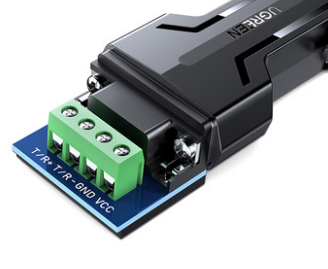 UGREEN
T/R+ T/R- GND VCC